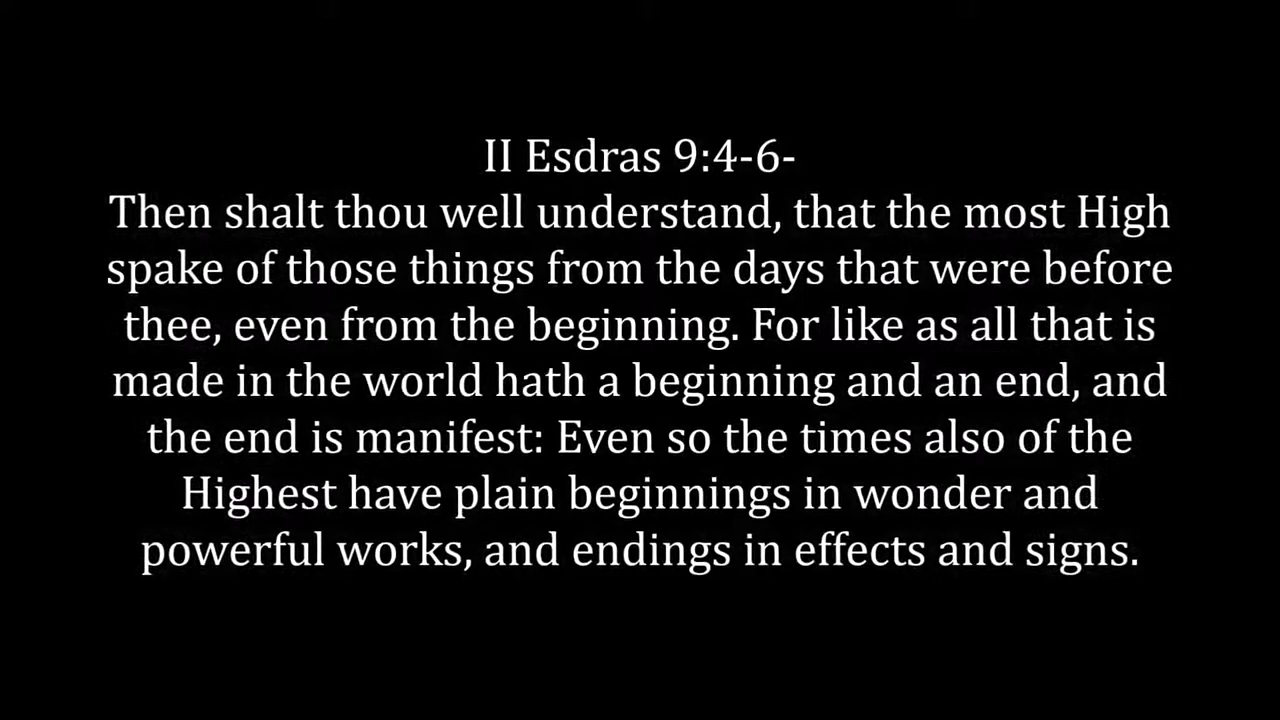 II Esdras 9:4-6-
Then shalt thou well understand, that the most High
spake of those things from the days that were before
thee, even from the beginning. For like as all that is
made in the world hath a beginning and an end, and
the end is manifest: Even so the times also of the
Highest have plain beginnings in wonder and
powerful works, and endings in effects and signs.